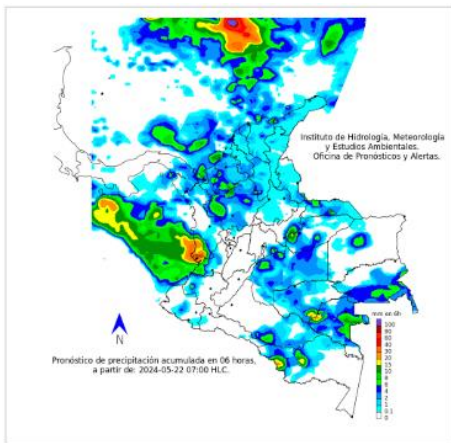 Instituto de Hidrología, Meteorología
y Estudios Ambientales.
Oficina de Pronósticos y Alertas.
N
Pronóstico de precipitación acumulada en 06 horas,
a partir de: 2024-05-22 07:00 HLC.
mm en 6h
100
80
60
40
30
20
15
10
8
6
4
2
1
0.1
0